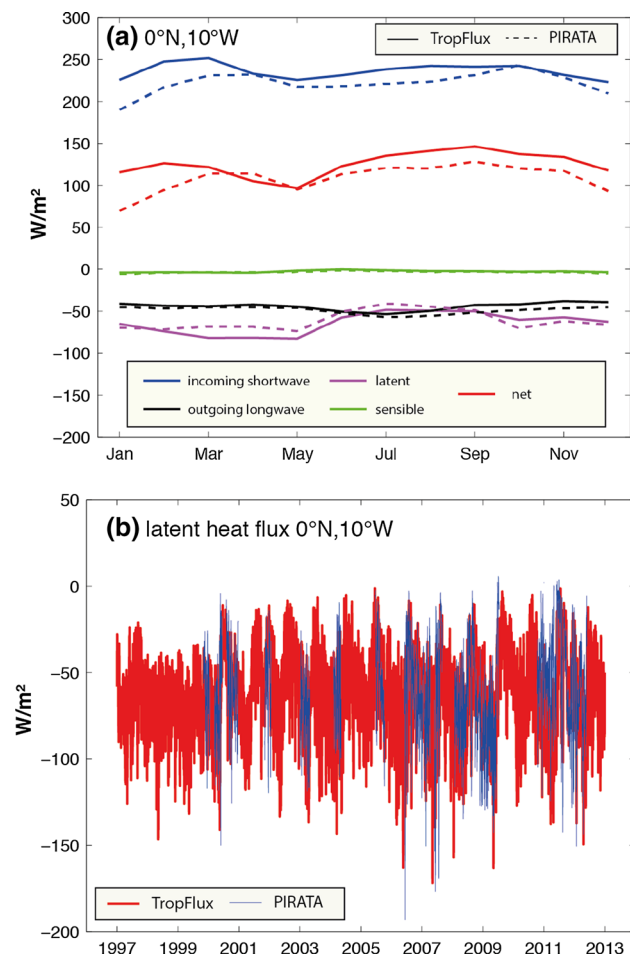 (a) 0°N,10°W
TropFlux PIRATA
300
250
200
150
100
50
0
−50
−100
−150
−200
W/m²
incoming shortwave latent net
outgoing longwave sensible
Jan Mar May Jul Sep Nov
(b) latent heat flux 0°N,10°W
50
0
−50
−100
−150
−200
W/m²
TropFlux PIRATA
1997 1999 2001 2003 2005 2007 2009 2011 2013